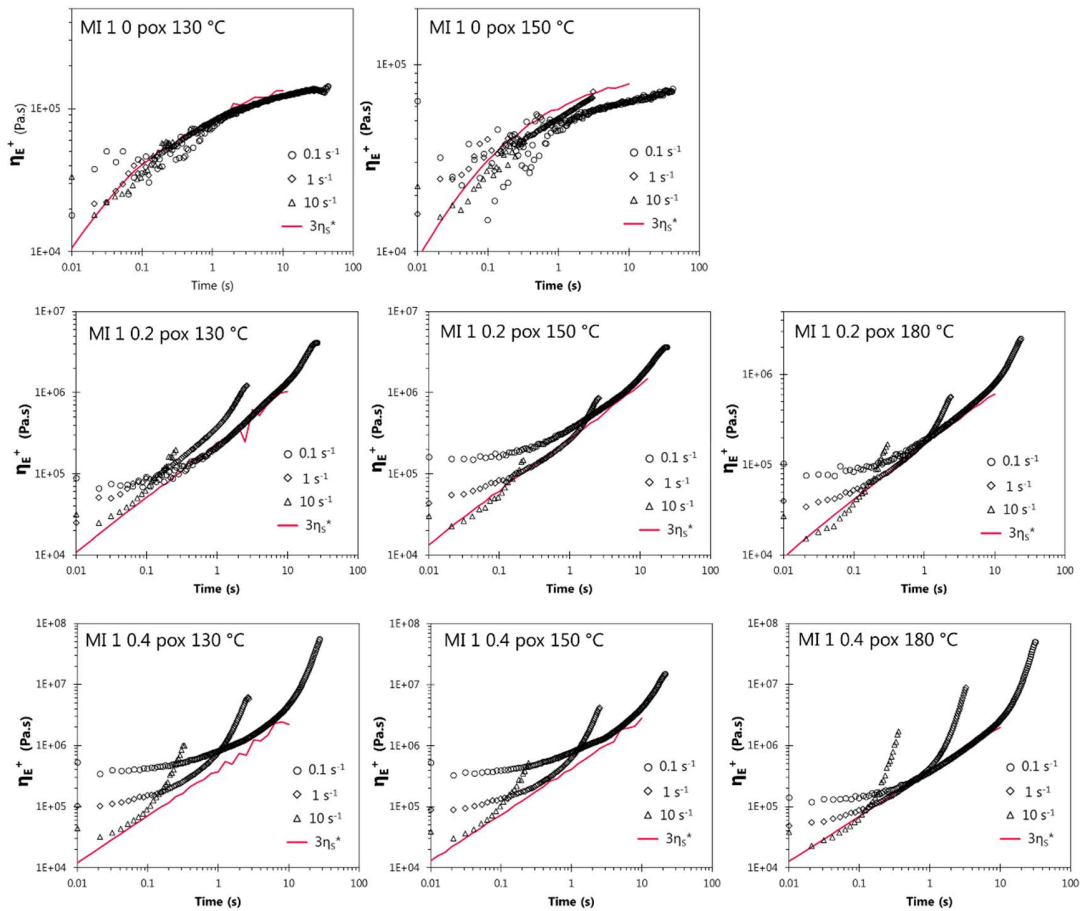 MI 1 0 pox 130 °C
ηE+ (Pa.s)
1E+05
1E+04
0.1 s-1
1 s-1
10 s-1
3ηS*
0.01 0.1 1 10 100
Time (s)
MI 1 0 pox 150 °C
ηE+ (Pa.s)
1E+05
1E+04
0.1 s-1
1 s-1
10 s-1
3ηS*
0.01 0.1 1 10 100
Time (s)
MI 1 0.2 pox 130 °C
ηE+ (Pa.s)
1E+07
1E+06
1E+05
1E+04
0.1 s-1
1 s-1
10 s-1
3ηS*
0.01 0.1 1 10 100
Time (s)
MI 1 0.2 pox 150 °C
ηE+ (Pa.s)
1E+07
1E+06
1E+05
1E+04
0.1 s-1
1 s-1
10 s-1
3ηS*
0.01 0.1 1 10 100
Time (s)
MI 1 0.2 pox 180 °C
ηE+ (Pa.s)
1E+06
1E+05
1E+04
0.1 s-1
1 s-1
10 s-1
3ηS*
0.01 0.1 1 10 100
Time (s)
MI 1 0.4 pox 130 °C
ηE+ (Pa.s)
1E+08
1E+07
1E+06
1E+05
1E+04
0.1 s-1
1 s-1
10 s-1
3ηS*
0.01 0.1 1 10 100
Time (s)
MI 1 0.4 pox 150 °C
ηE+ (Pa.s)
1E+08
1E+07
1E+06
1E+05
1E+04
0.1 s-1
1 s-1
10 s-1
3ηS*
0.01 0.1 1 10 100
Time (s)
MI 1 0.4 pox 180 °C
ηE+ (Pa.s)
1E+08
1E+07
1E+06
1E+05
1E+04
0.1 s-1
1 s-1
10 s-1
3ηS*
0.01 0.1 1 10 100
Time (s)